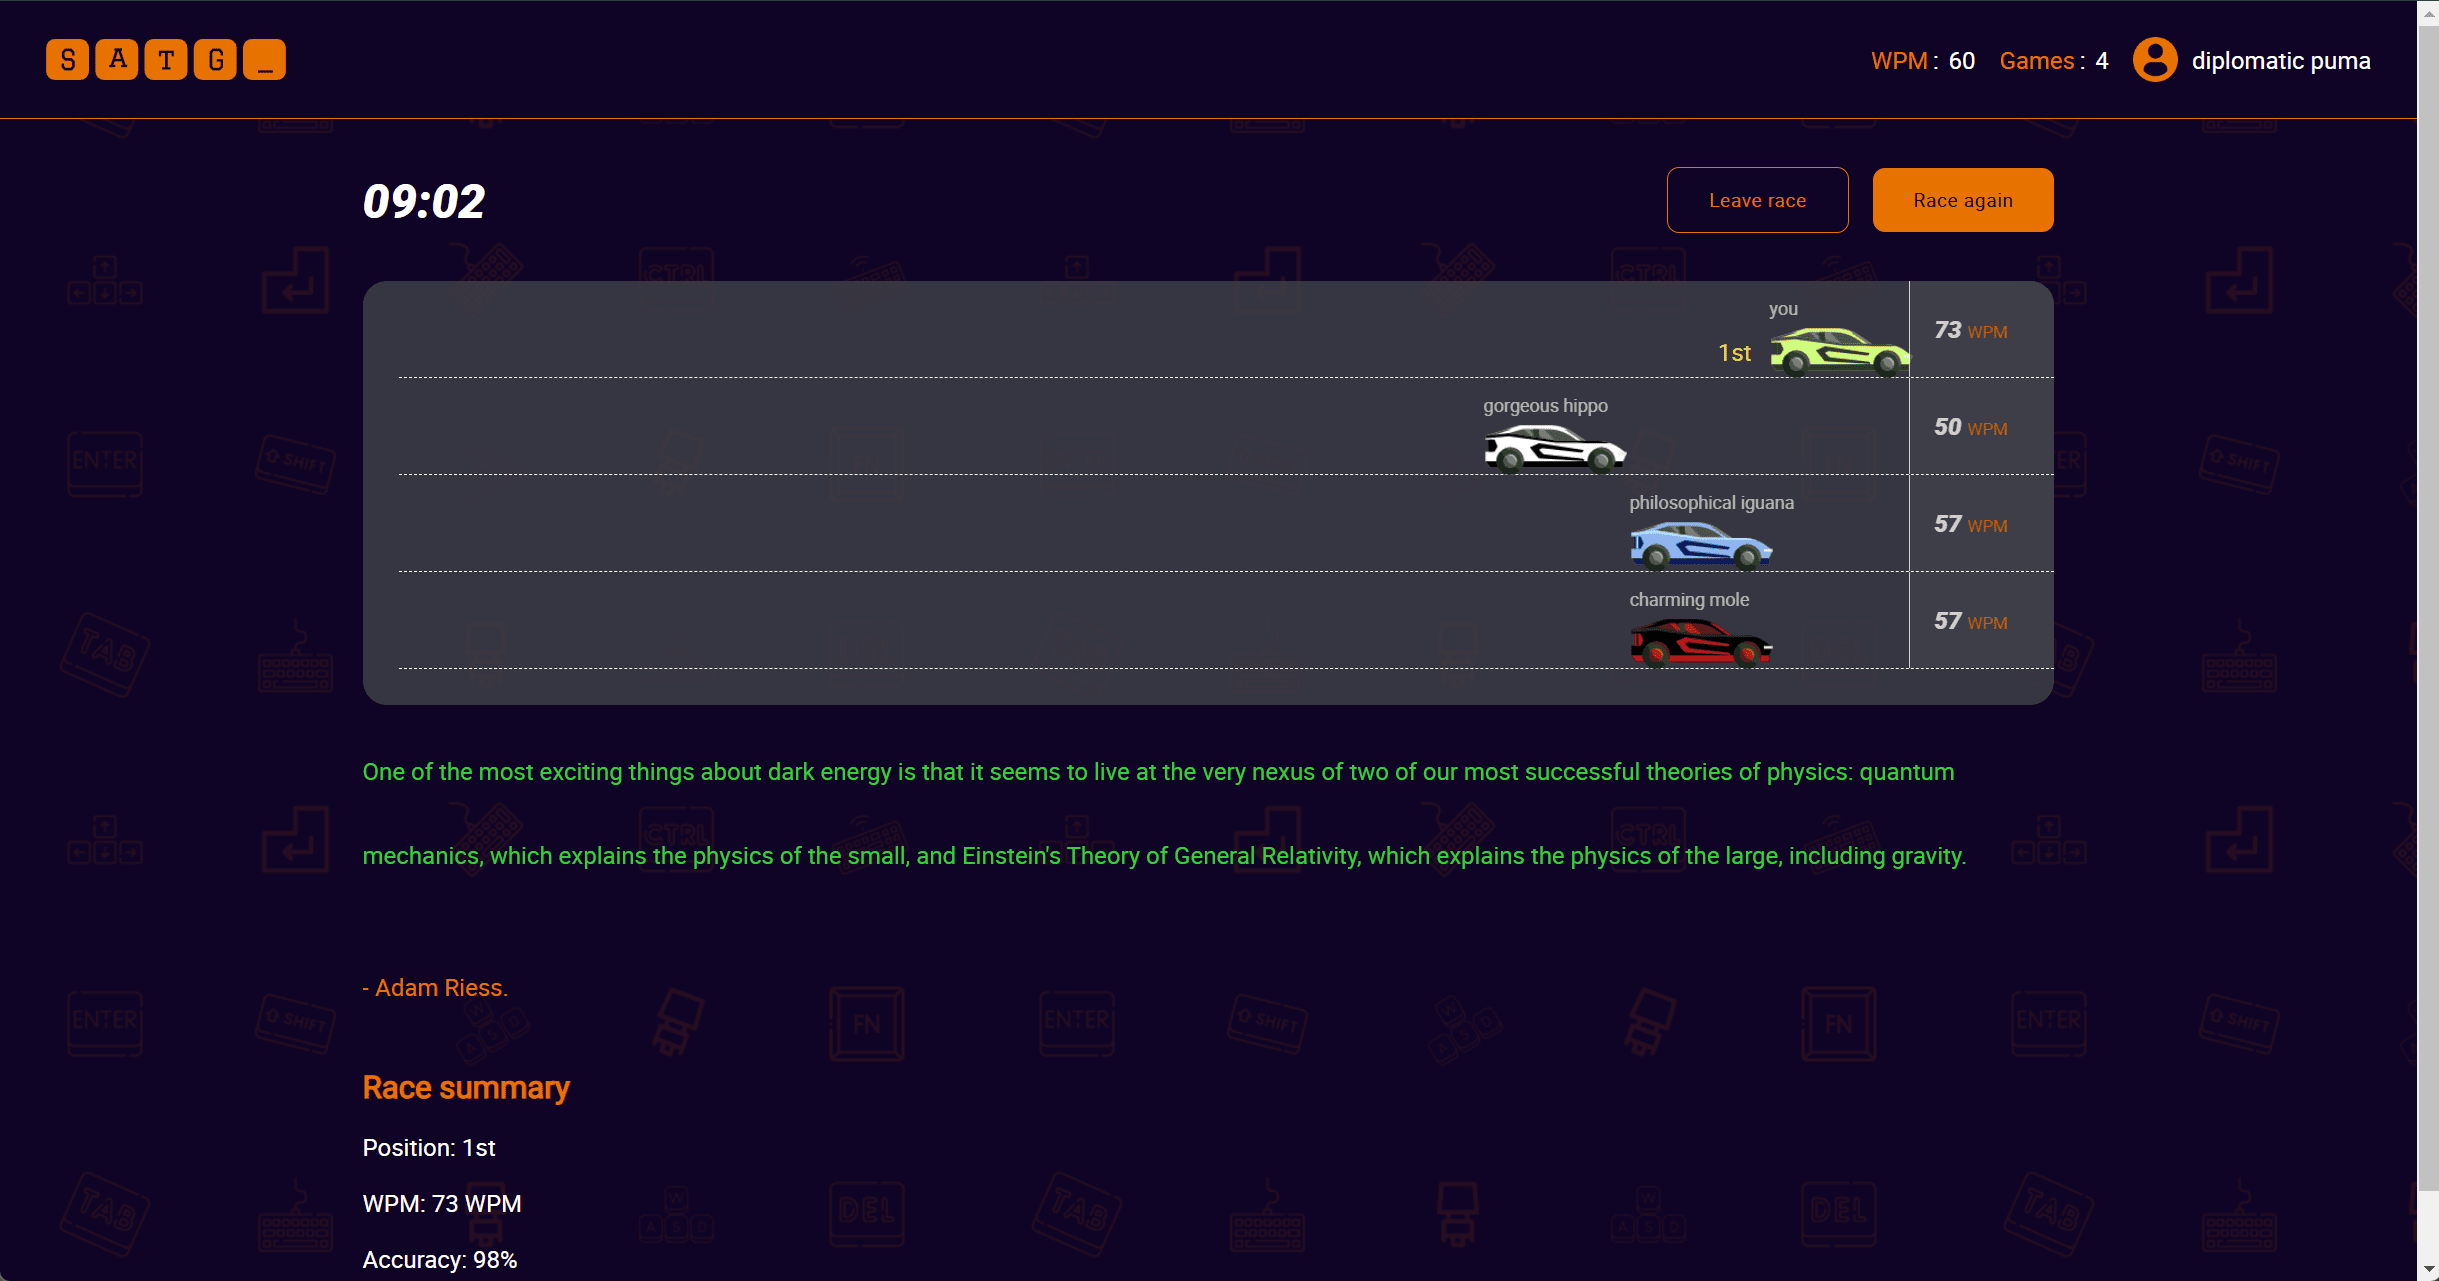 SATG_
WPM: 60 Games: 4 diplomatic puma
09:02
Leave race
Race again
you
1st
73 WPM
gorgeous hippo
50 WPM
philosophical iguana
57 WPM
charming mole
57 WPM
One of the most exciting things about dark energy is that it seems to live at the very nexus of two of our most successful theories of physics: quantum
mechanics, which explains the physics of the small, and Einstein's Theory of General Relativity, which explains the physics of the large, including gravity.
- Adam Riess.
Race summary
Position: 1st
WPM: 73 WPM
Accuracy: 98%